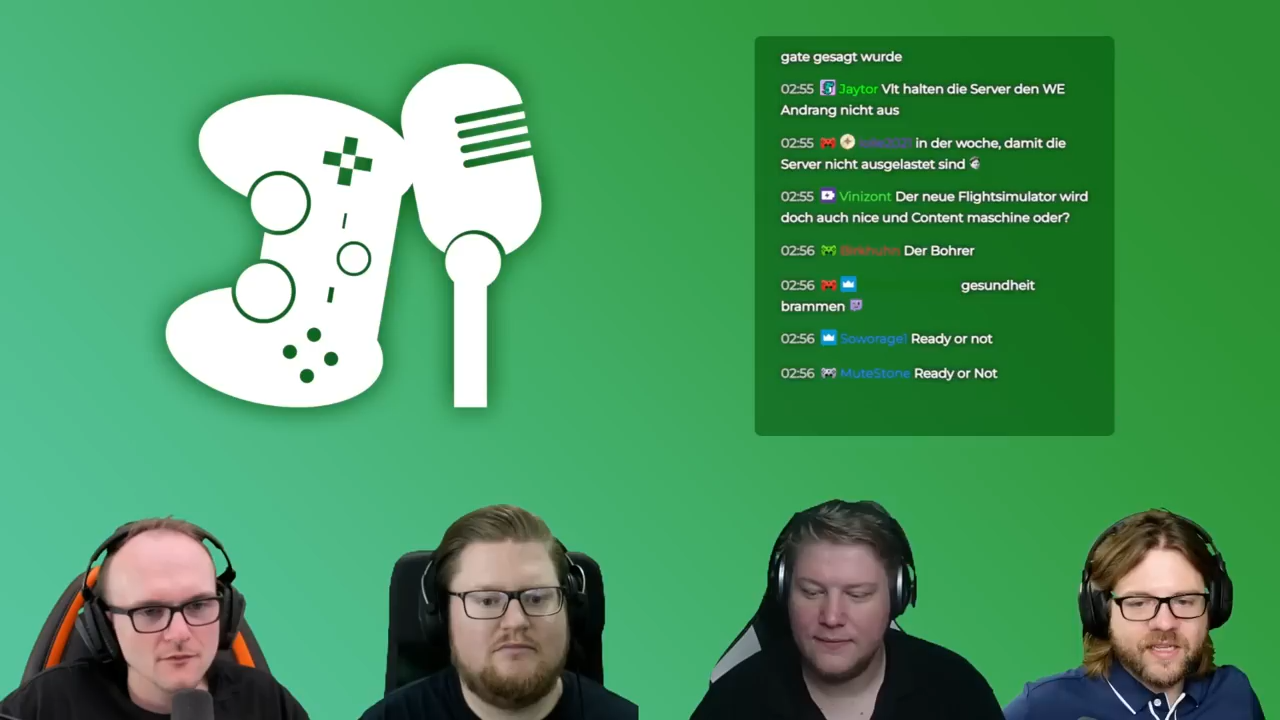 gate gesagt wurde
02:55 Jaytor Vlt halten die Server den WE
Andrang nicht aus
02:55 in der woche, damit die
Server nicht ausgelastet sind
02:55 Vinizont Der neue Flightsimulator wird
doch auch nice und Content maschine oder?
02:56 Birkhuhn Der Bohrer
02:56 gesundheit
brammen
02:56 Soworage1 Ready or not
02:56 MuteStone Ready or Not